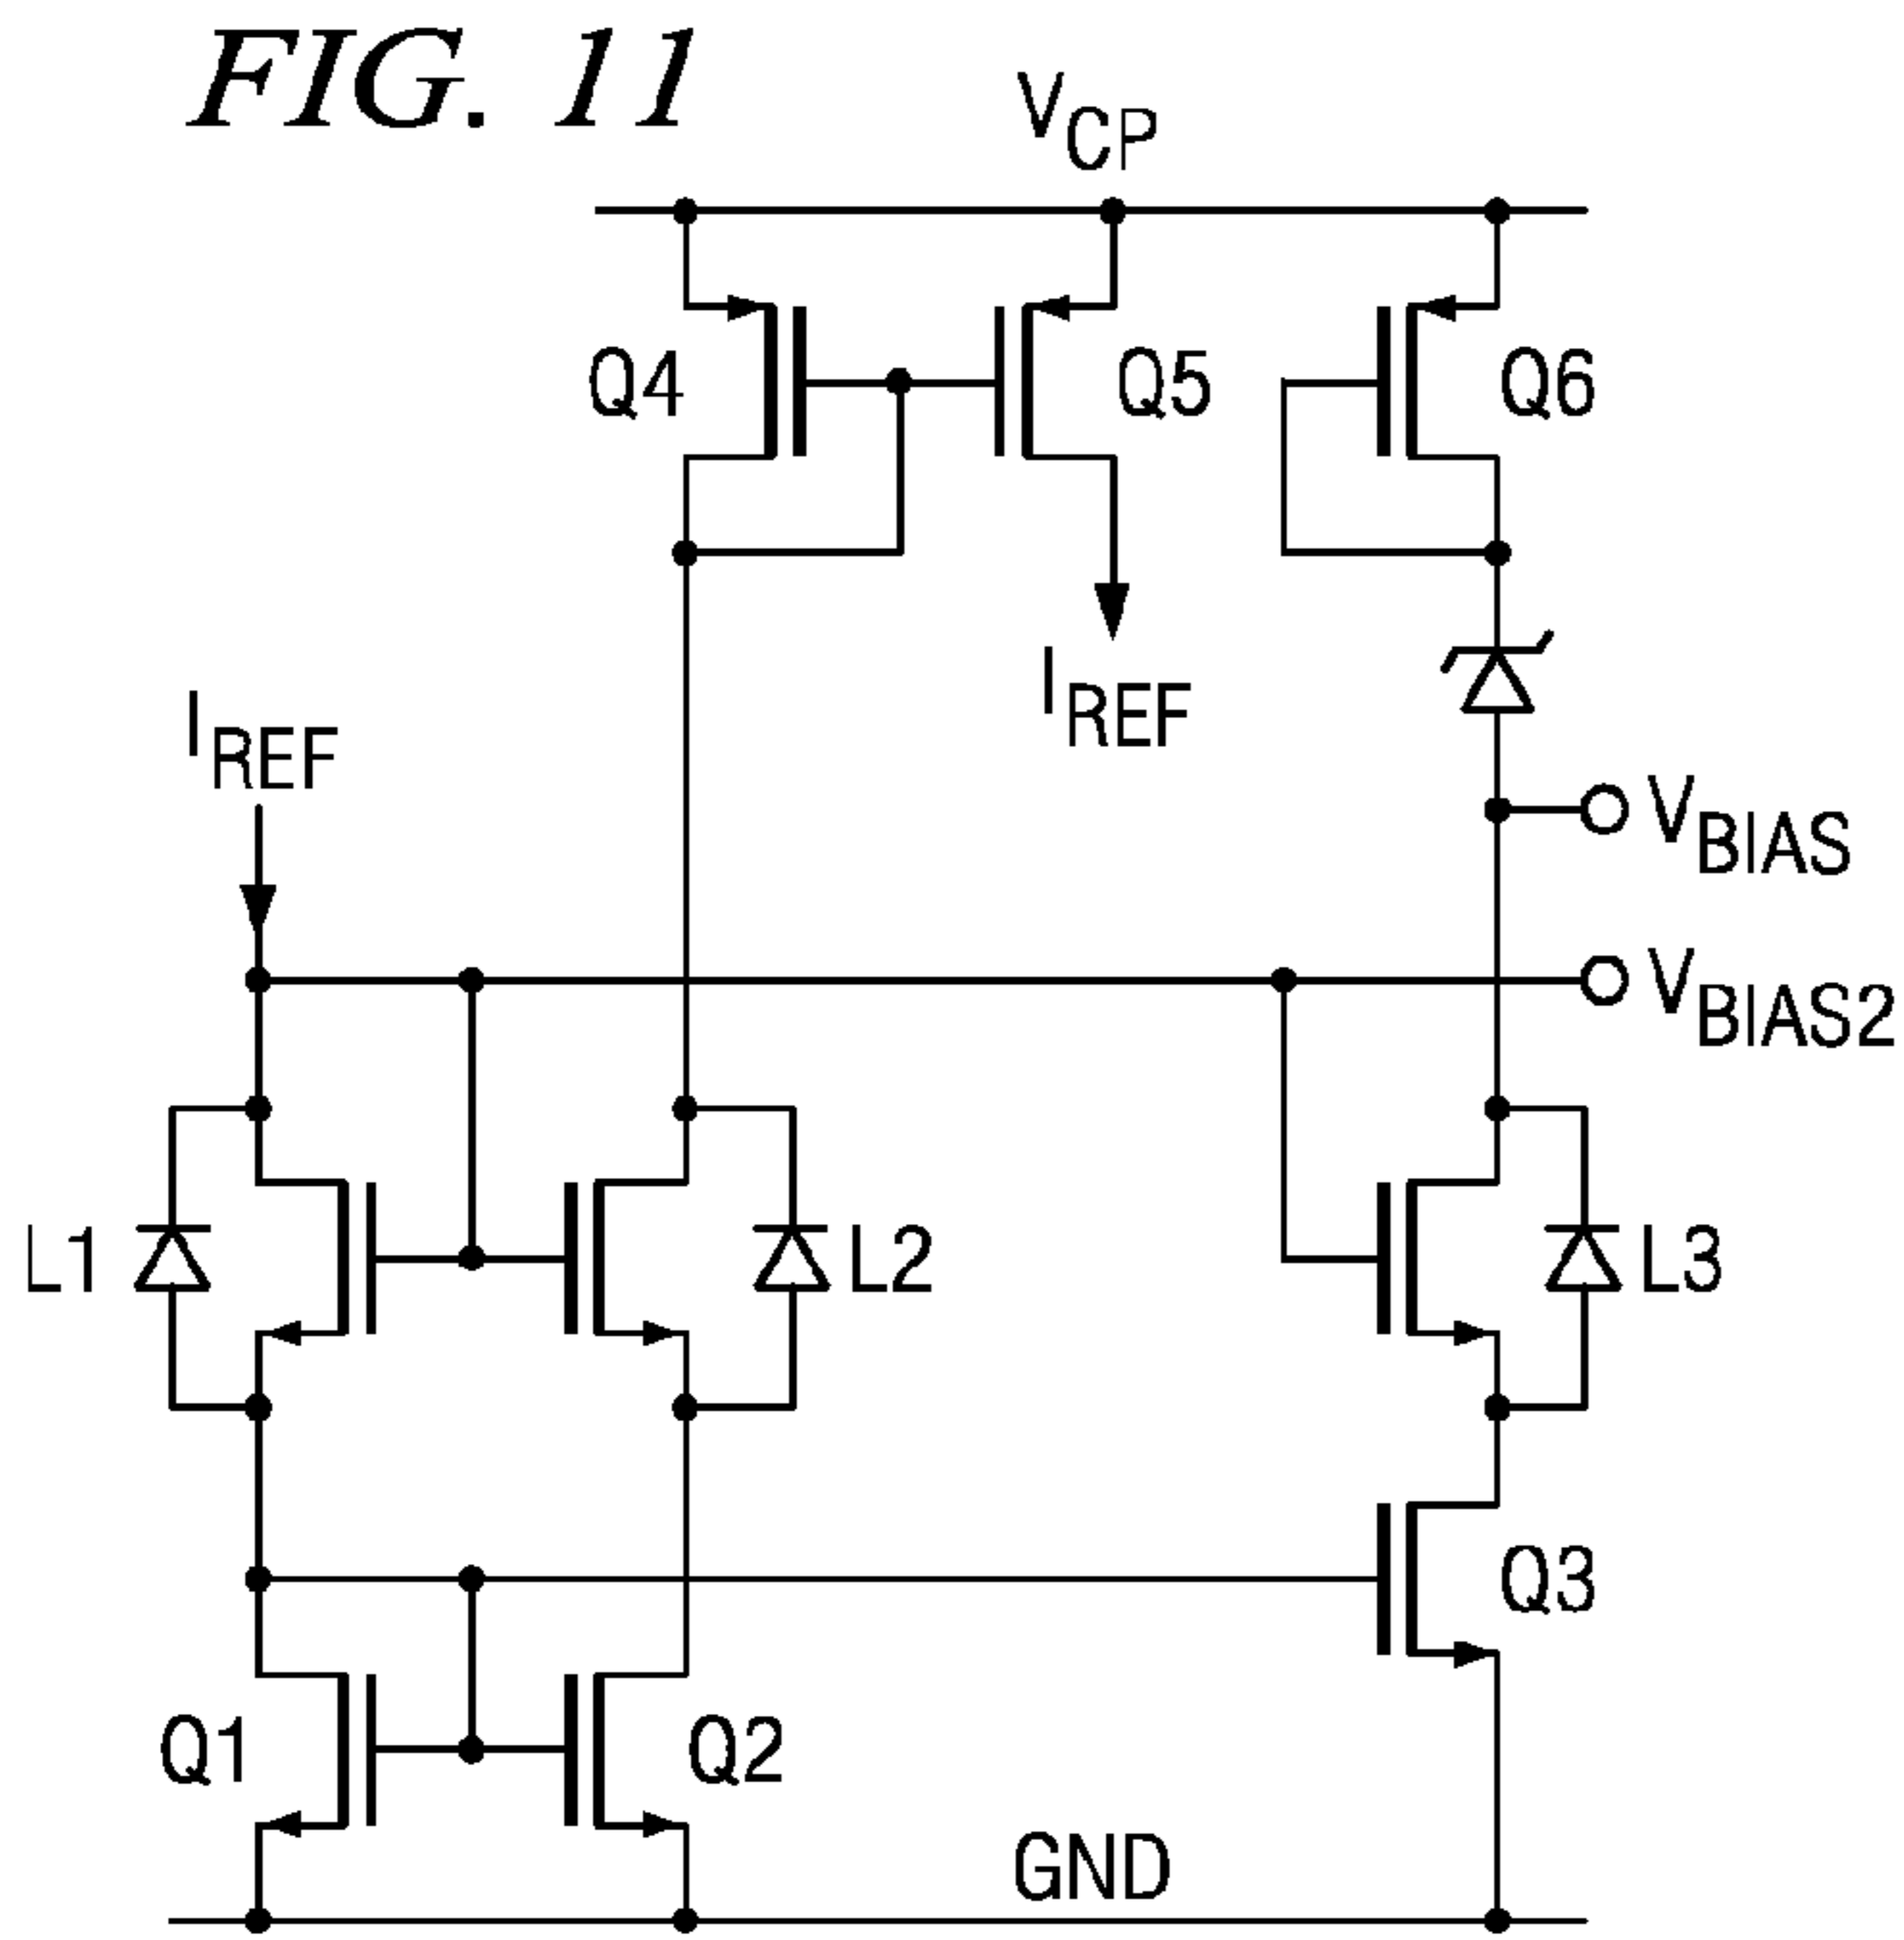 FIG. 11
VCP
Q4
Q5
Q6
IREF
IREF
VBIAS
VBIAS2
L1
L2
L3
Q3
Q1
Q2
GND